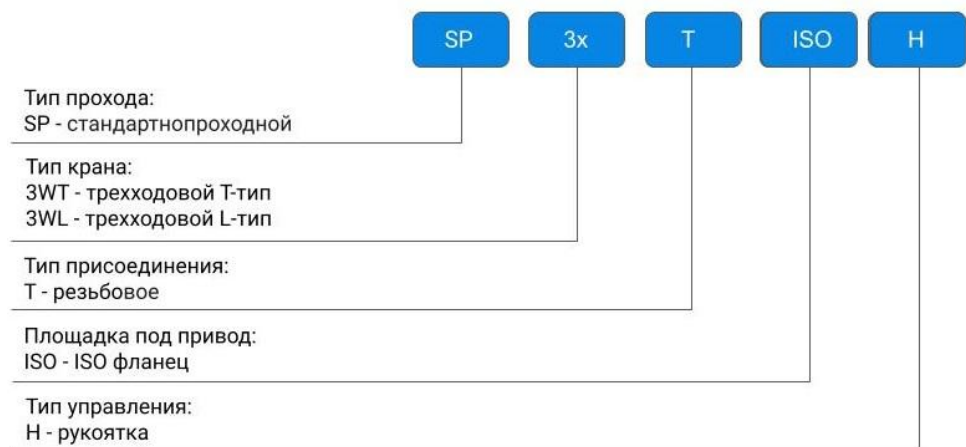 SP 3x T ISO H
Тип прохода:
SP - стандартнопроходной
Тип крана:
3WT - трехходовой Т-тип
3WL - трехходовой L-тип
Тип присоединения:
Т - резьбовое
Площадка под привод:
ISO - ISO фланец
Тип управления:
Н - рукоятка